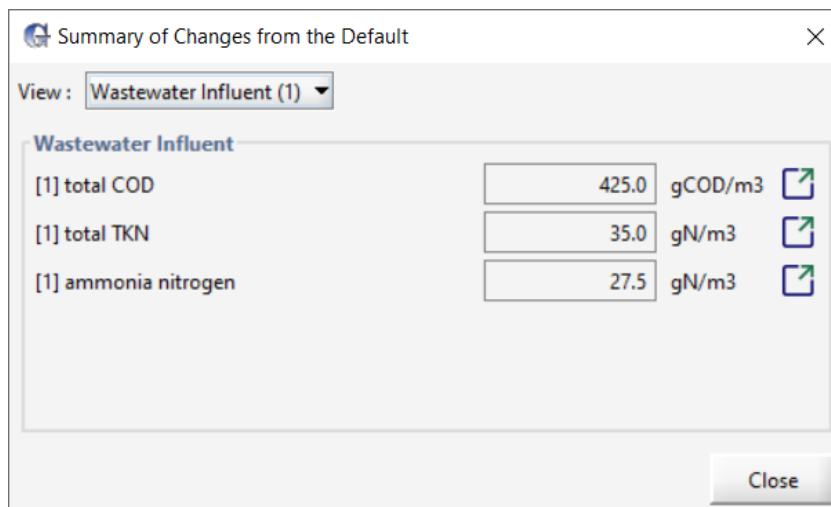 Summary of Changes from the Default
View : Wastewater Influent (1)
Wastewater Influent
[1] total COD 425.0 gCOD/m3
[1] total TKN 35.0 gN/m3
[1] ammonia nitrogen 27.5 gN/m3
Close